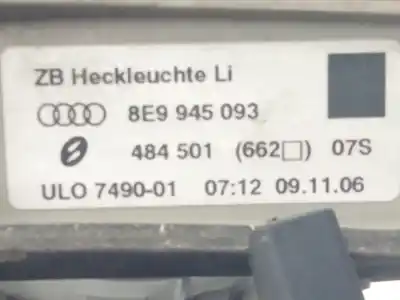 ZB Heckleuchte Li
8E9 945 093
484 501 (662□) 07S
ULO 7490-01 07:12 09.11.06